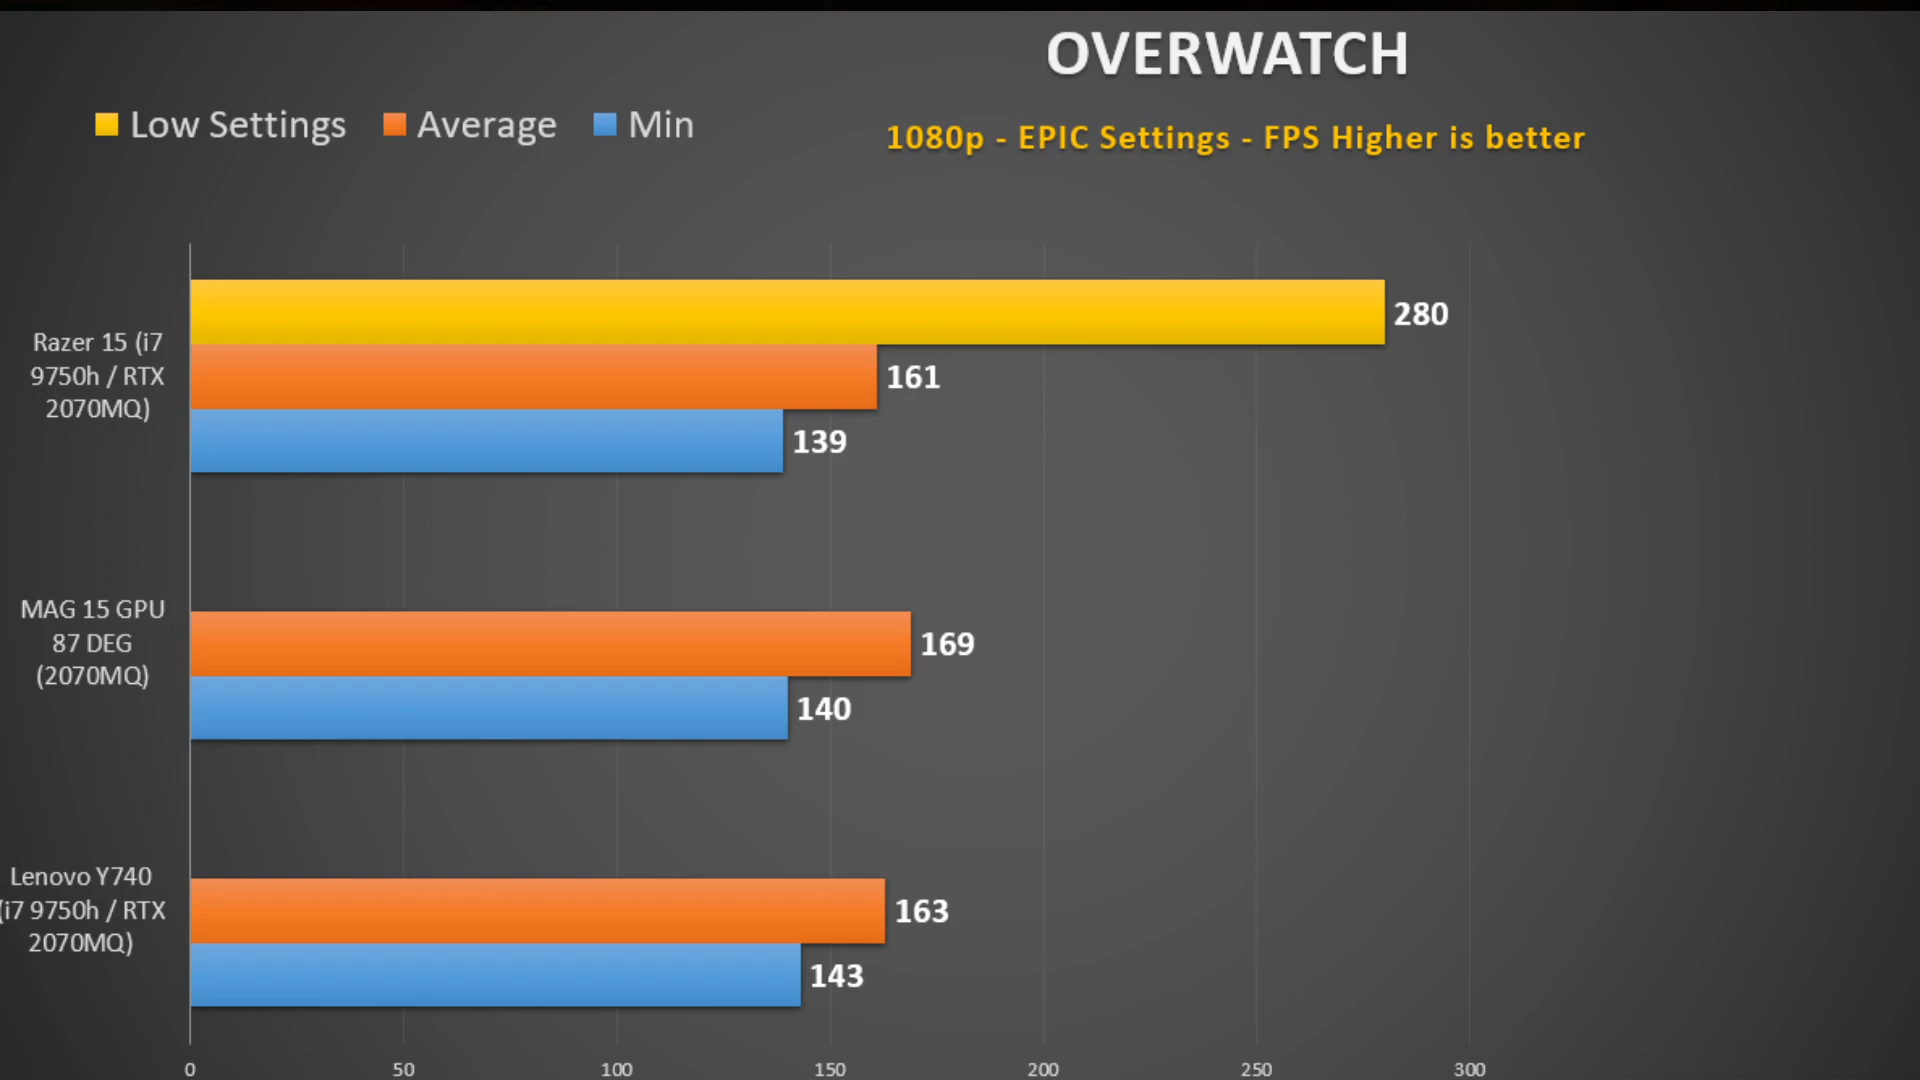 OVERWATCH
Low Settings Average Min
1080p - EPIC Settings - FPS Higher is better
Razer 15 (i7
9750h / RTX
2070MQ)
280
161
139
MAG 15 GPU
87 DEG
(2070MQ)
169
140
Lenovo Y740
(i7 9750h / RTX
2070MQ)
163
143
0 50 100 150 200 250 300